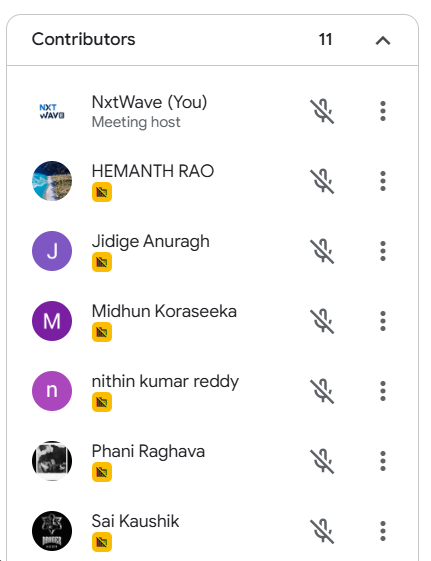 Contributors 11
NXT
WAVE
NxtWave (You)
Meeting host
HEMANTH RAO
J
Jidige Anuragh
M
Midhun Koraseeka
n
nithin kumar reddy
Phani Raghava
Sai Kaushik